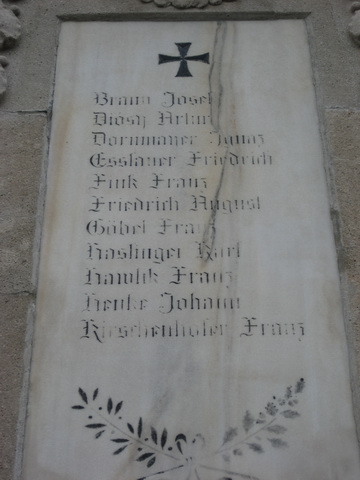 Braun Josef
Diosy Artur
Dornmayer Ignaz
Esslauer Friedrich
Fink Franz
Friedrich August
Göbel Franz
Haslinger Karl
Hawlik Franz
Henke Johann
Kirschenhofer Franz